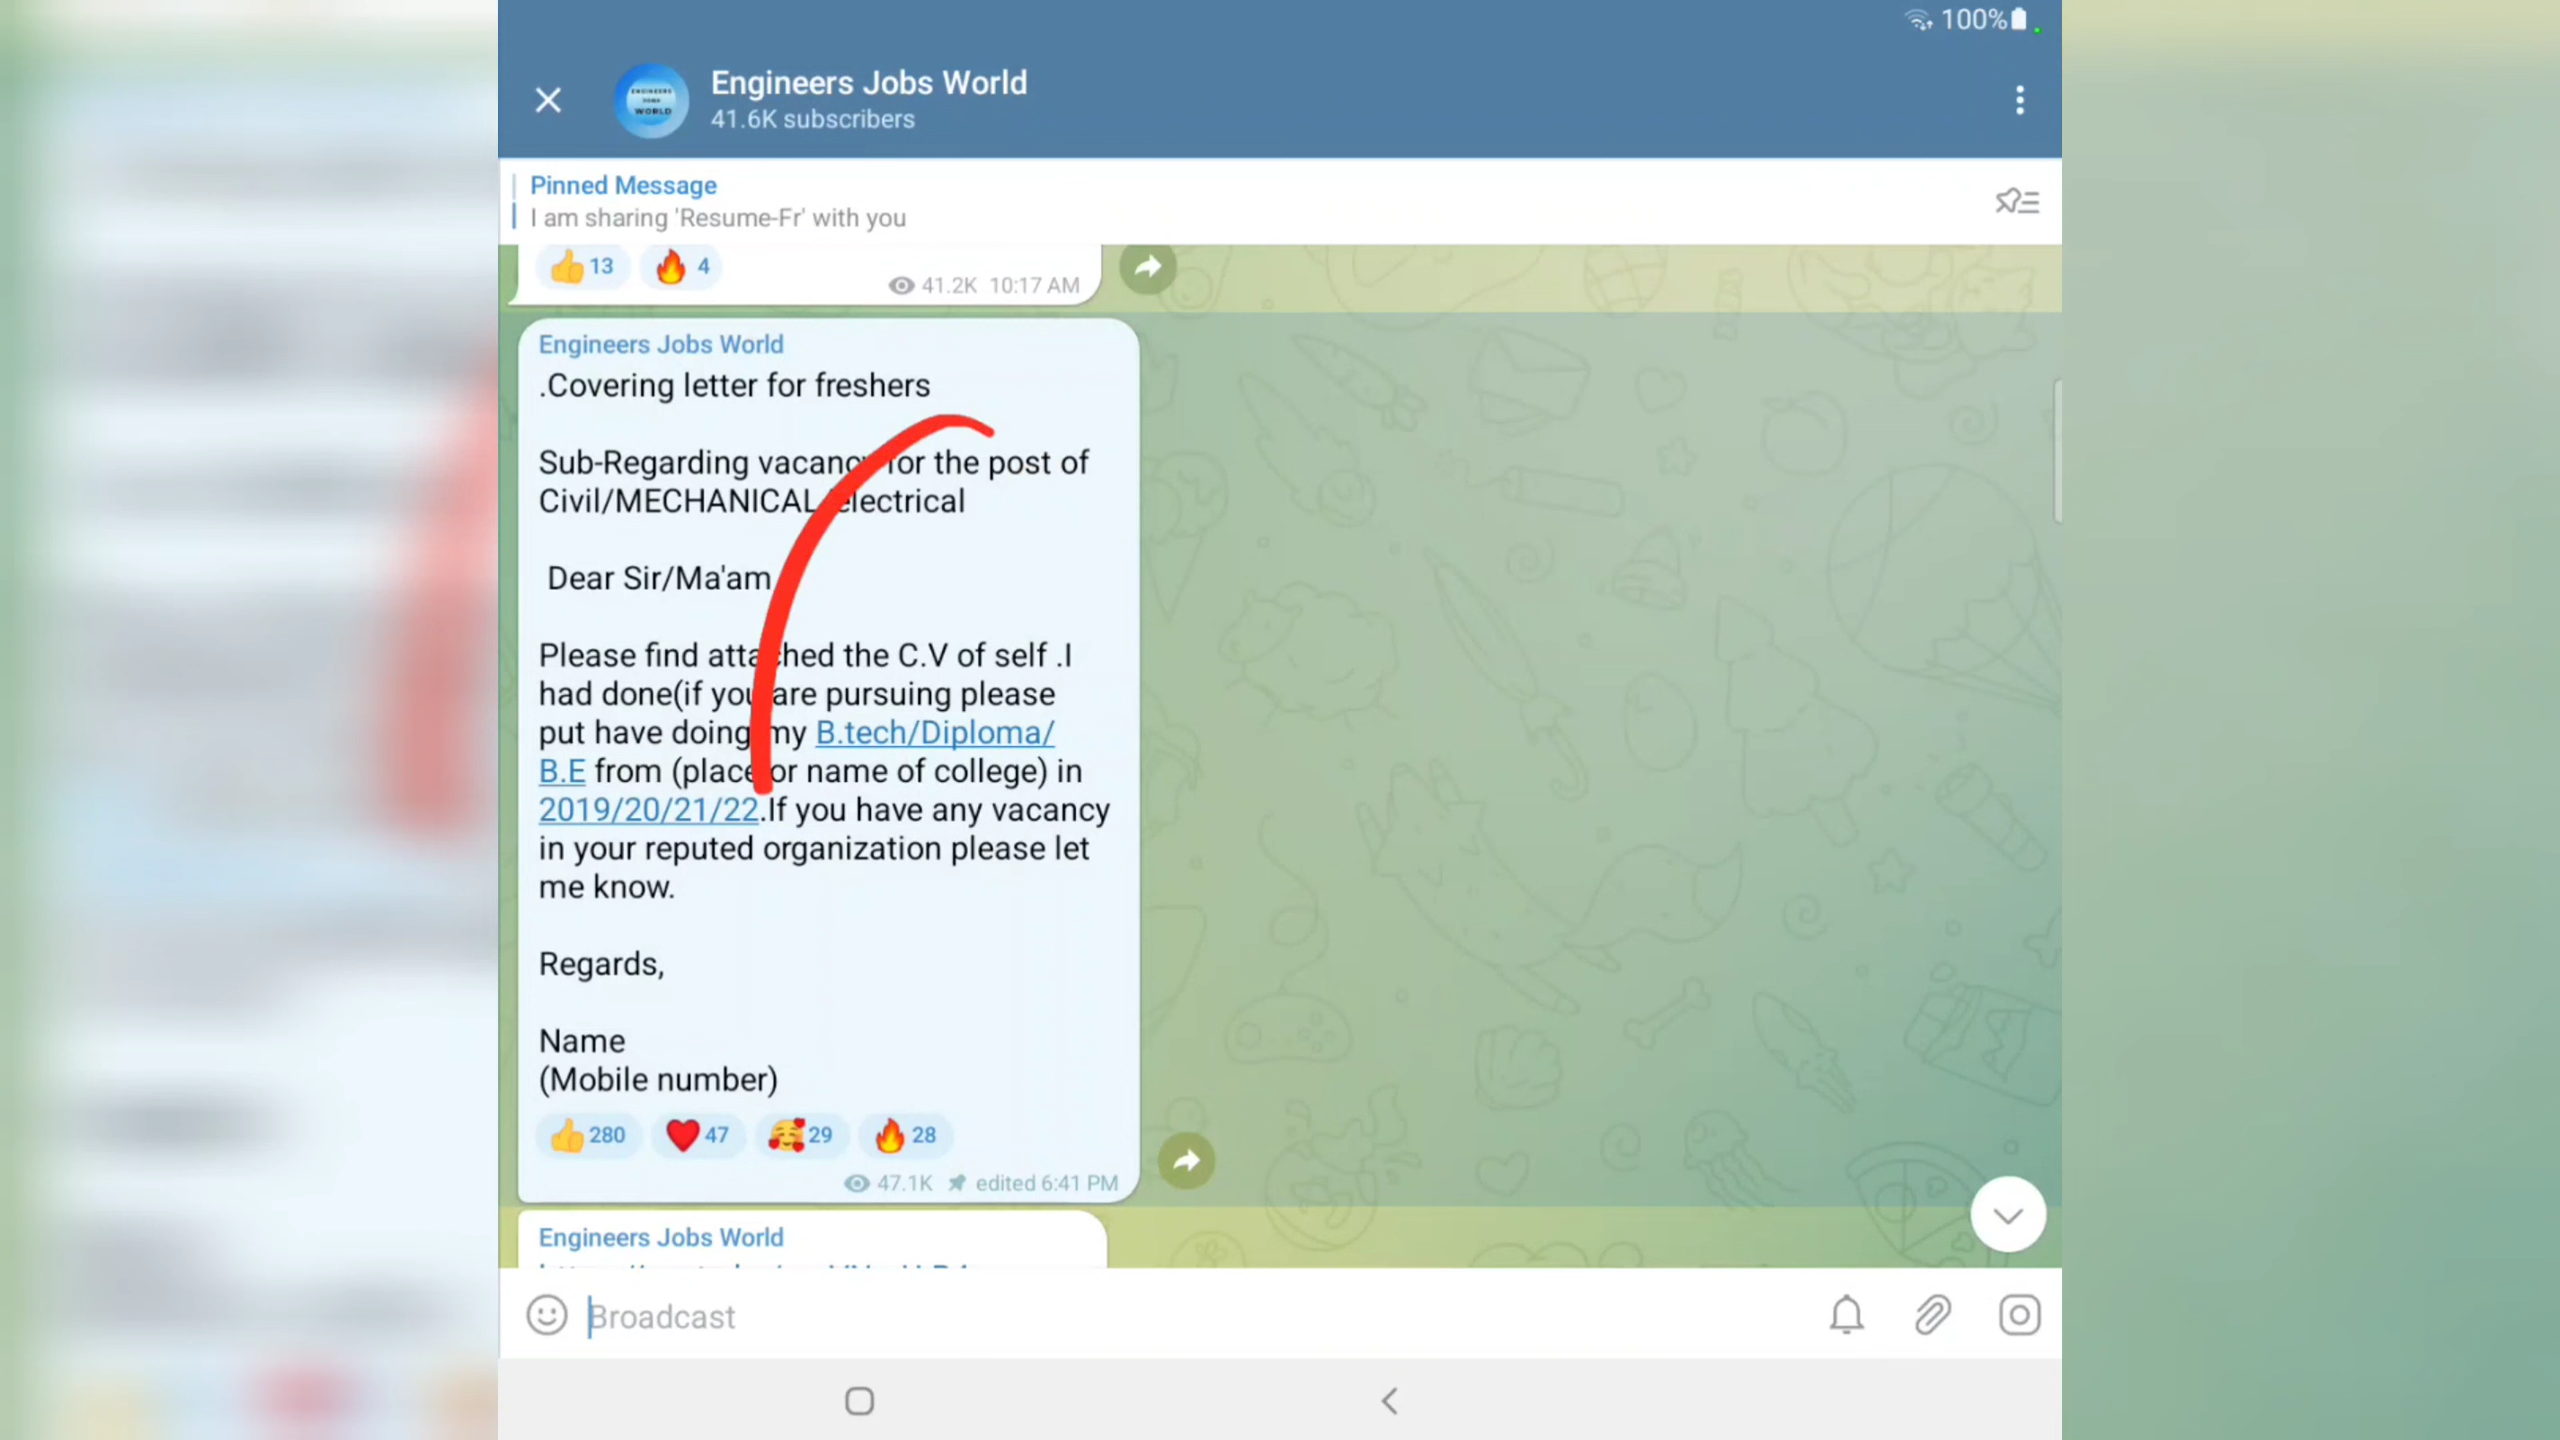 100%
Engineers Jobs World
41.6K subscribers
ENGINEERS
JOBS
WORLD
Pinned Message
I am sharing 'Resume-Fr' with you
13 4
41.2K 10:17 AM
Engineers Jobs World
.Covering letter for freshers
Sub-Regarding vacancy for the post of
Civil/MECHANICAL/electrical
Dear Sir/Ma'am
Please find attached the C.V of self .I
had done(if you are pursuing please
put have doing my B.tech/Diploma/
B.E from (place or name of college) in
2019/20/21/22.If you have any vacancy
in your reputed organization please let
me know.
Regards,
Name
(Mobile number)
280 47 29 28
47.1K edited 6:41 PM
Engineers Jobs World
Broadcast